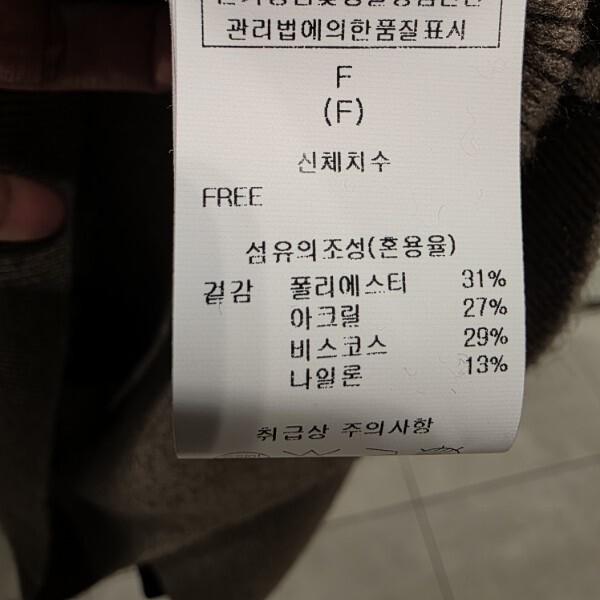 관리법에의한품질표시
F
(F)
신체치수
FREE
섬유의조성(혼용율)
겉감 폴리에스터 31%
아크릴 27%
비스코스 29%
나일론 13%
취급상 주의사항